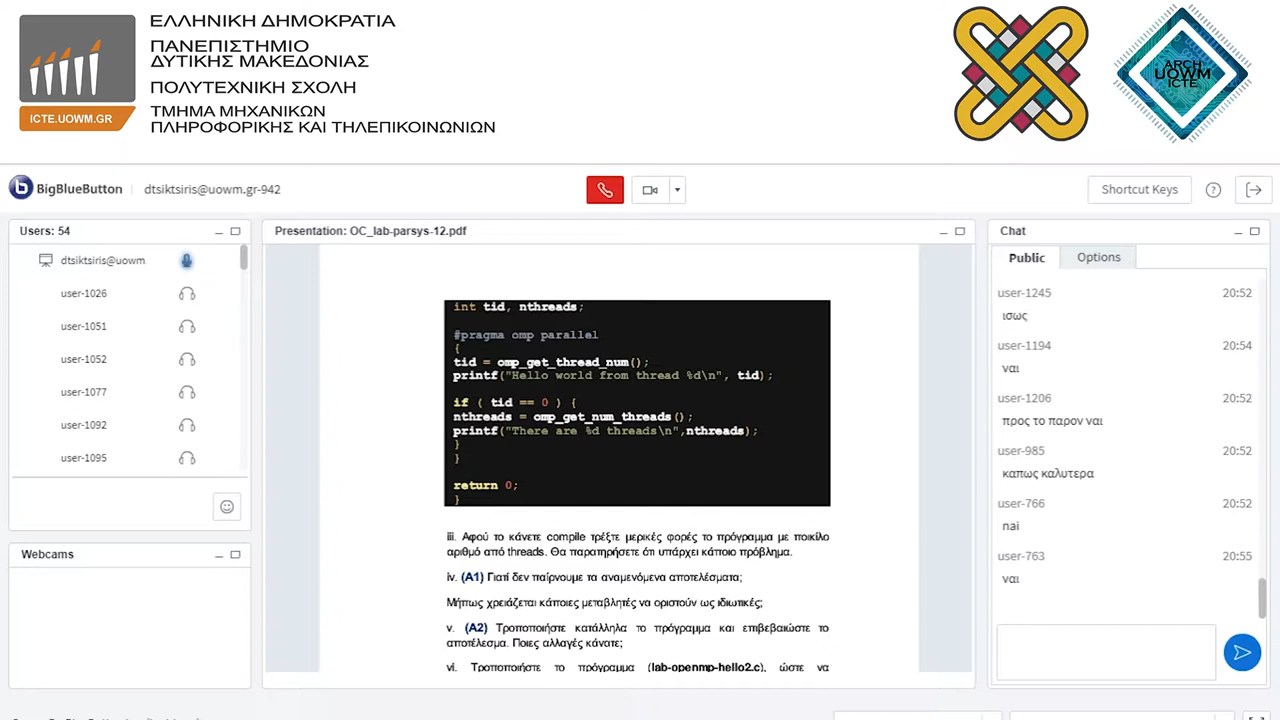 ΕΛΛΗΝΙΚΗ ΔΗΜΟΚΡΑΤΙΑ
ΠΑΝΕΠΙΣΤΗΜΙΟ
ΔΥΤΙΚΗΣ ΜΑΚΕΔΟΝΙΑΣ
ΠΟΛΥΤΕΧΝΙΚΗ ΣΧΟΛΗ
ΤΜΗΜΑ ΜΗΧΑΝΙΚΩΝ
ΠΛΗΡΟΦΟΡΙΚΗΣ ΚΑΙ ΤΗΛΕΠΙΚΟΙΝΩΝΙΩΝ
ICTE.UOWM.GR
ARCH
UOWM
ICTE
BigBlueButton
dtsiktsiris@uowm.gr-942
Shortcut Keys
Users: 54
dtsiktsiris@uowm
user-1026
user-1051
user-1052
user-1077
user-1092
user-1095
Webcams
Presentation: OC_lab-parsys-12.pdf
int tid, nthreads;
#pragma omp parallel
{
tid = omp_get_thread_num();
printf("Hello world from thread %d\n", tid);
if ( tid == 0 ) {
nthreads = omp_get_num_threads();
printf("There are %d threads\n",nthreads);
}
}
return 0;
}
iii. Αφού το κάνετε compile τρέξτε μερικές φορές το πρόγραμμα με ποικίλο
αριθμό από threads. Θα παρατηρήσετε ότι υπάρχει κάποιο πρόβλημα.
iv. (A1) Γιατί δεν παίρνουμε τα αναμενόμενα αποτελέσματα;
Μήπως χρειάζεται κάποιες μεταβλητές να οριστούν ως ιδιωτικές;
v. (A2) Τροποποιήστε κατάλληλα το πρόγραμμα και επιβεβαιώστε το
αποτέλεσμα. Ποιες αλλαγές κάνατε;
vi. Τροποποιήστε το πρόγραμμα (lab-openmp-hello2.c), ώστε να
Chat
Public
Options
user-1245 20:52
ισως
user-1194 20:54
ναι
user-1206 20:52
προς το παρον ναι
user-985 20:52
καπως καλυτερα
user-766 20:52
nai
user-763 20:55
ναι